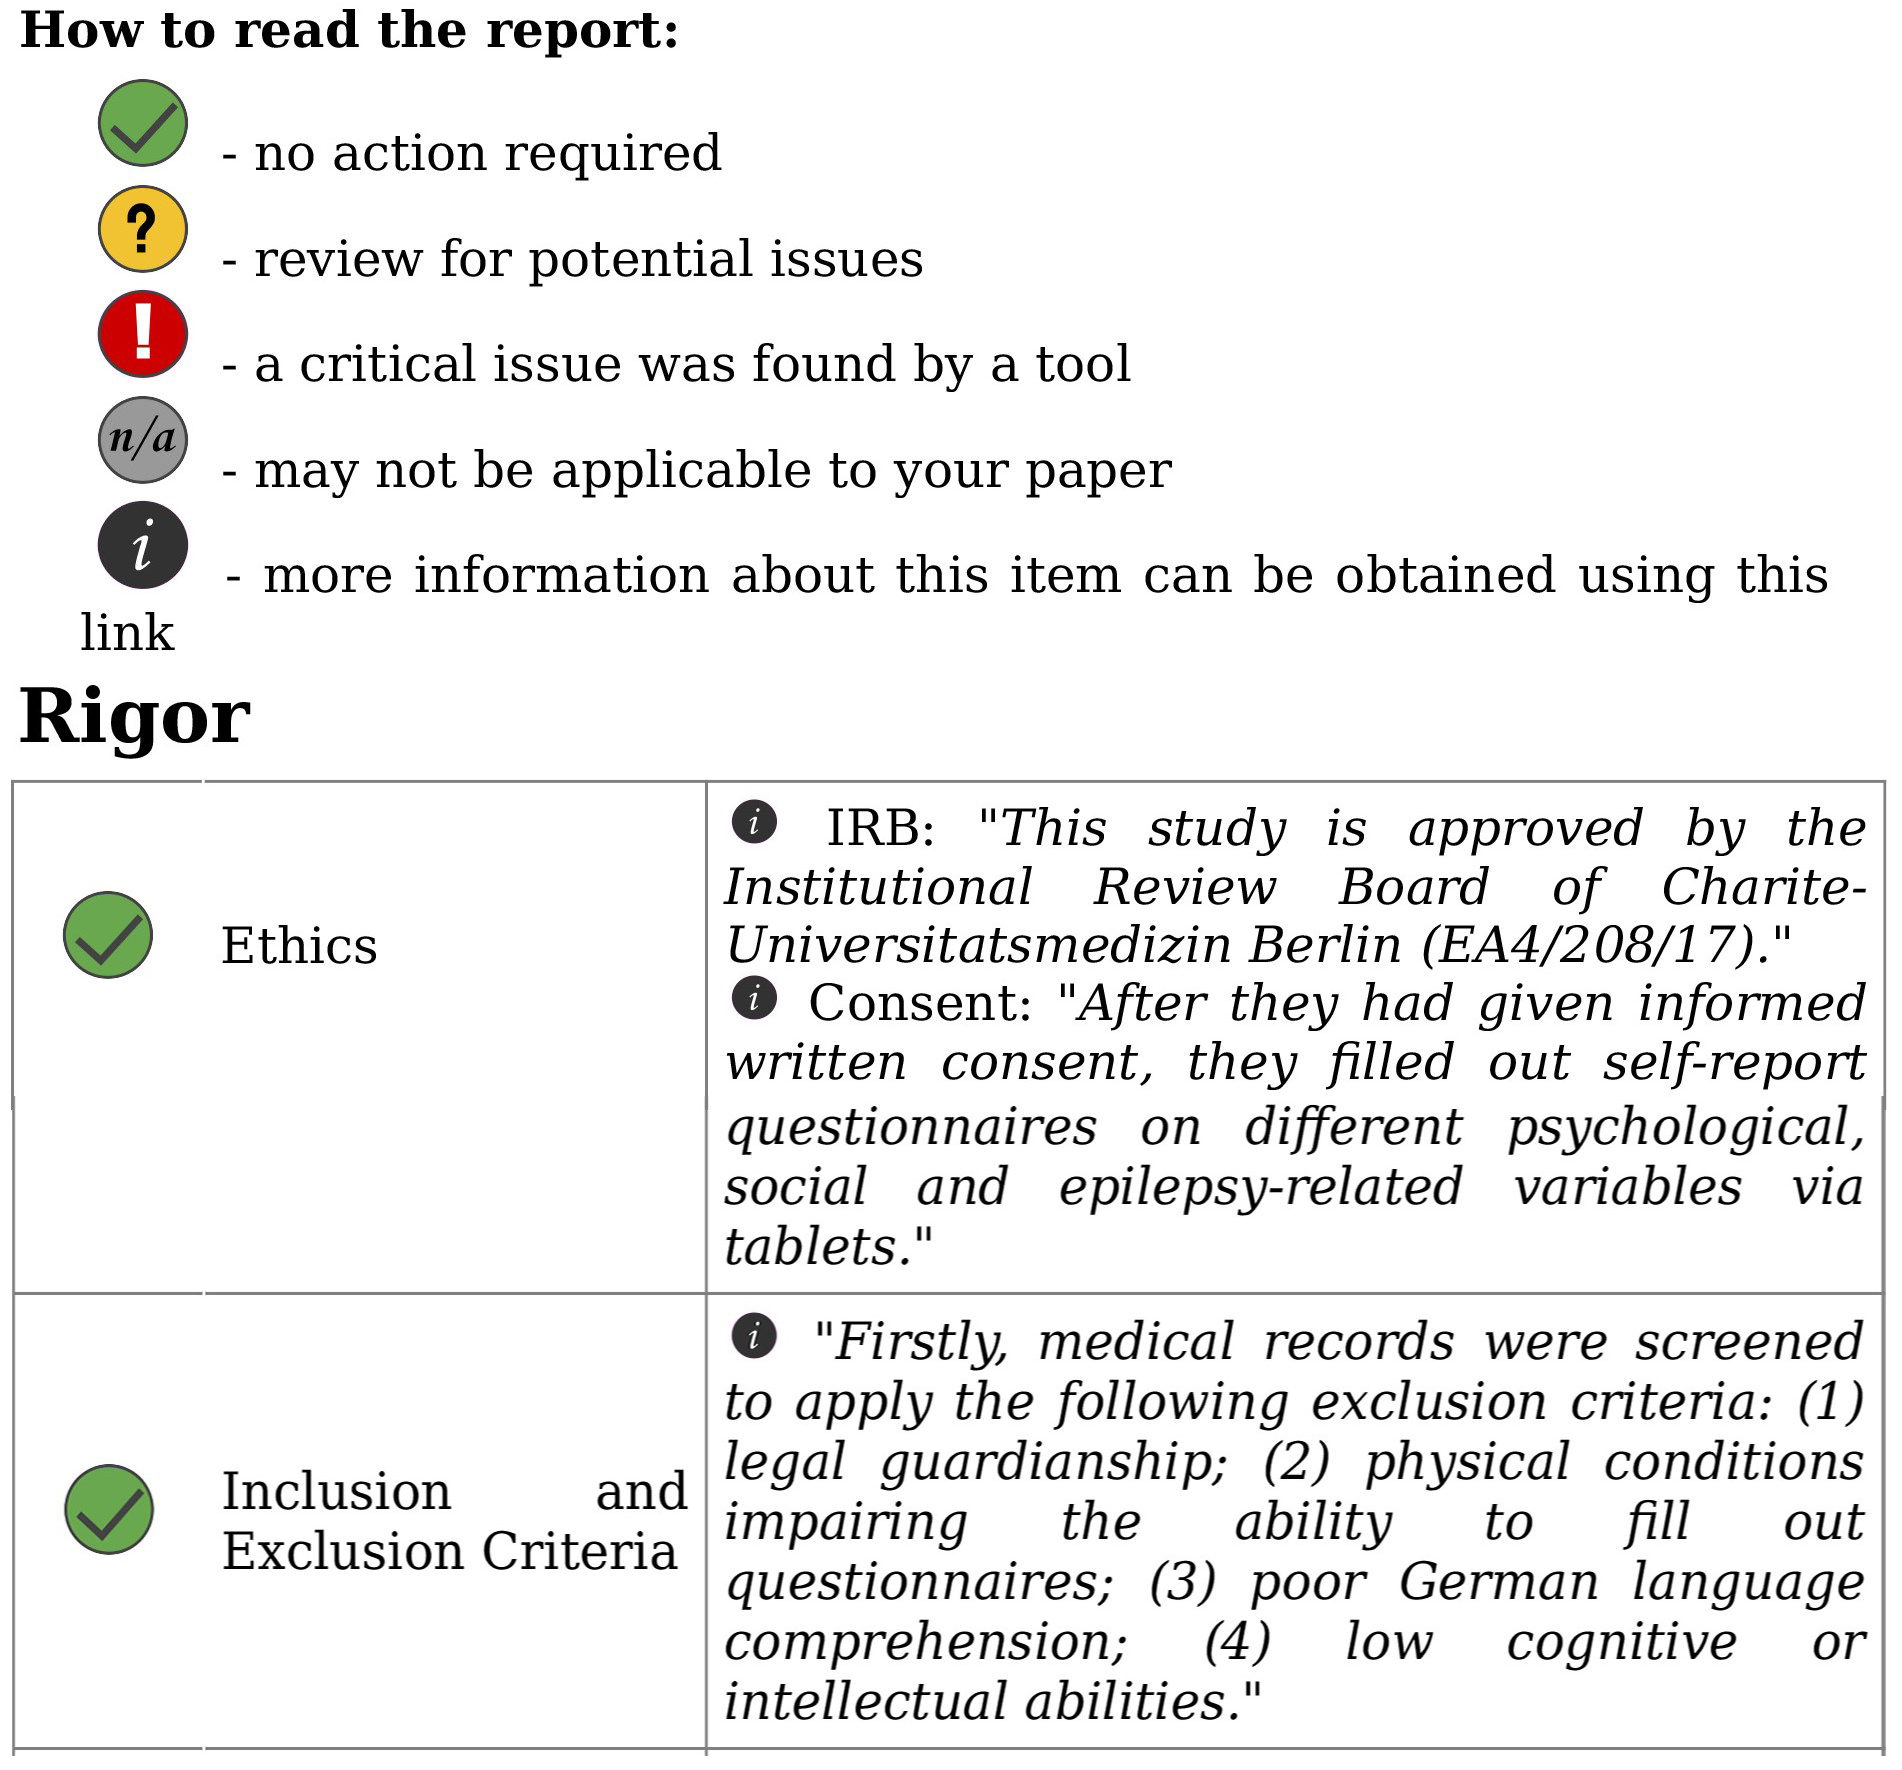 How to read the report:
- no action required
? - review for potential issues
! - a critical issue was found by a tool
n/a - may not be applicable to your paper
i - more information about this item can be obtained using this
link
Rigor
Ethics
i IRB: "This study is approved by the
Institutional Review Board of Charite-
Universitatsmedizin Berlin (EA4/208/17)."
i Consent: "After they had given informed
written consent, they filled out self-report
questionnaires on different psychological,
social and epilepsy-related variables via
tablets."
Inclusion and
Exclusion Criteria
i "Firstly, medical records were screened
to apply the following exclusion criteria: (1)
legal guardianship; (2) physical conditions
impairing the ability to fill out
questionnaires; (3) poor German language
comprehension; (4) low cognitive or
intellectual abilities."